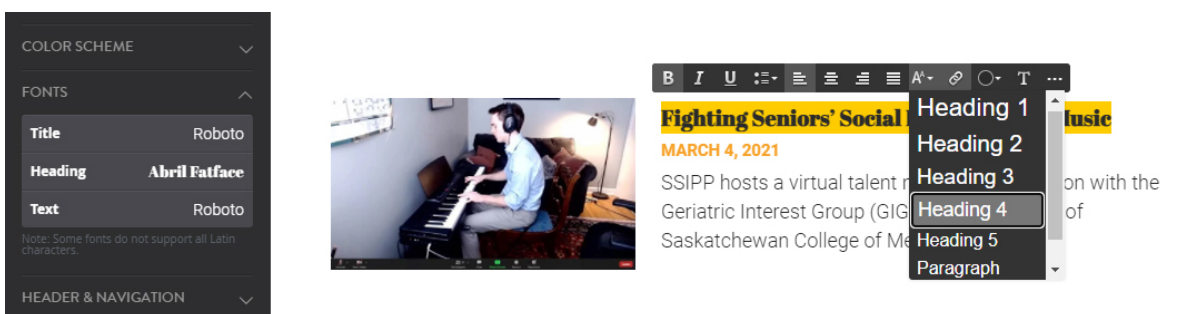 COLOR SCHEME
FONTS
Title Roboto
Heading Abril Fatface
Text Roboto
Note: Some fonts do not support all Latin
characters.
HEADER & NAVIGATION
B I U A T ...
Fighting Seniors' Social
MARCH 4, 2021
SSIPP hosts a virtual talent on with the
Geriatric Interest Group (GIG of
Saskatchewan College of Me
Heading 1
Heading 2
Heading 3
Heading 4
Heading 5
Paragraph